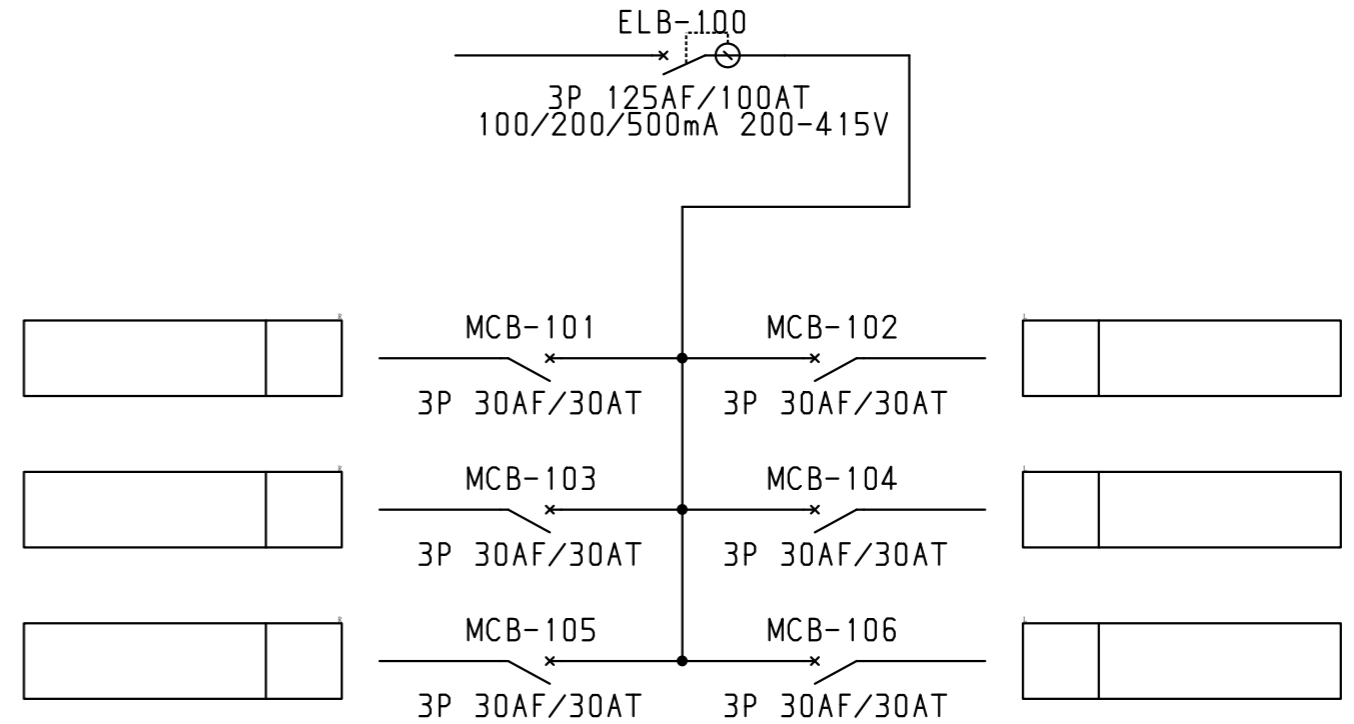 ELB-100
3P 125AF/100AT
100/200/500mA 200-415V
MCB-101
MCB-102
3P 30AF/30AT
3P 30AF/30AT
MCB-103
MCB-104
3P 30AF/30AT
3P 30AF/30AT
MCB-105
MCB-106
3P 30AF/30AT
3P 30AF/30AT